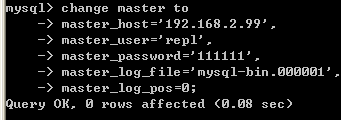 mysql> change master to
    -> master_host='192.168.2.99',
    -> master_user='repl',
    -> master_password='111111',
    -> master_log_file='mysql-bin.000001',
    -> master_log_pos=0;
Query OK, 0 rows affected (0.08 sec)